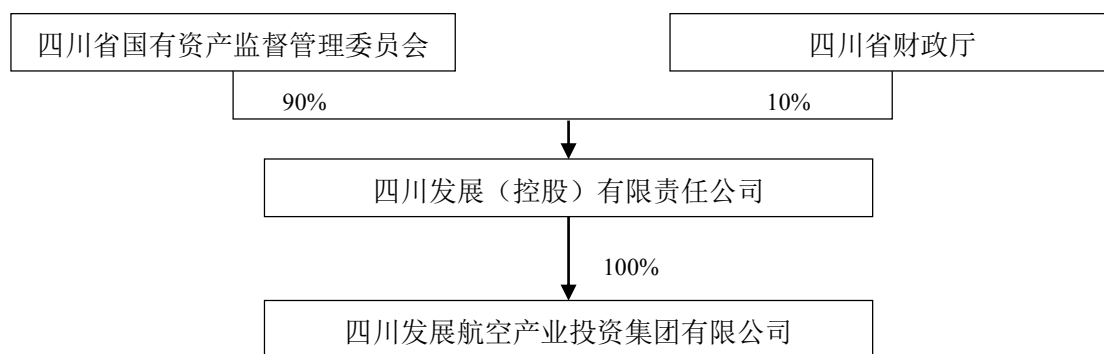 四川省国有资产监督管理委员会
四川省财政厅
90%
10%
四川发展（控股）有限责任公司
100%
四川发展航空产业投资集团有限公司